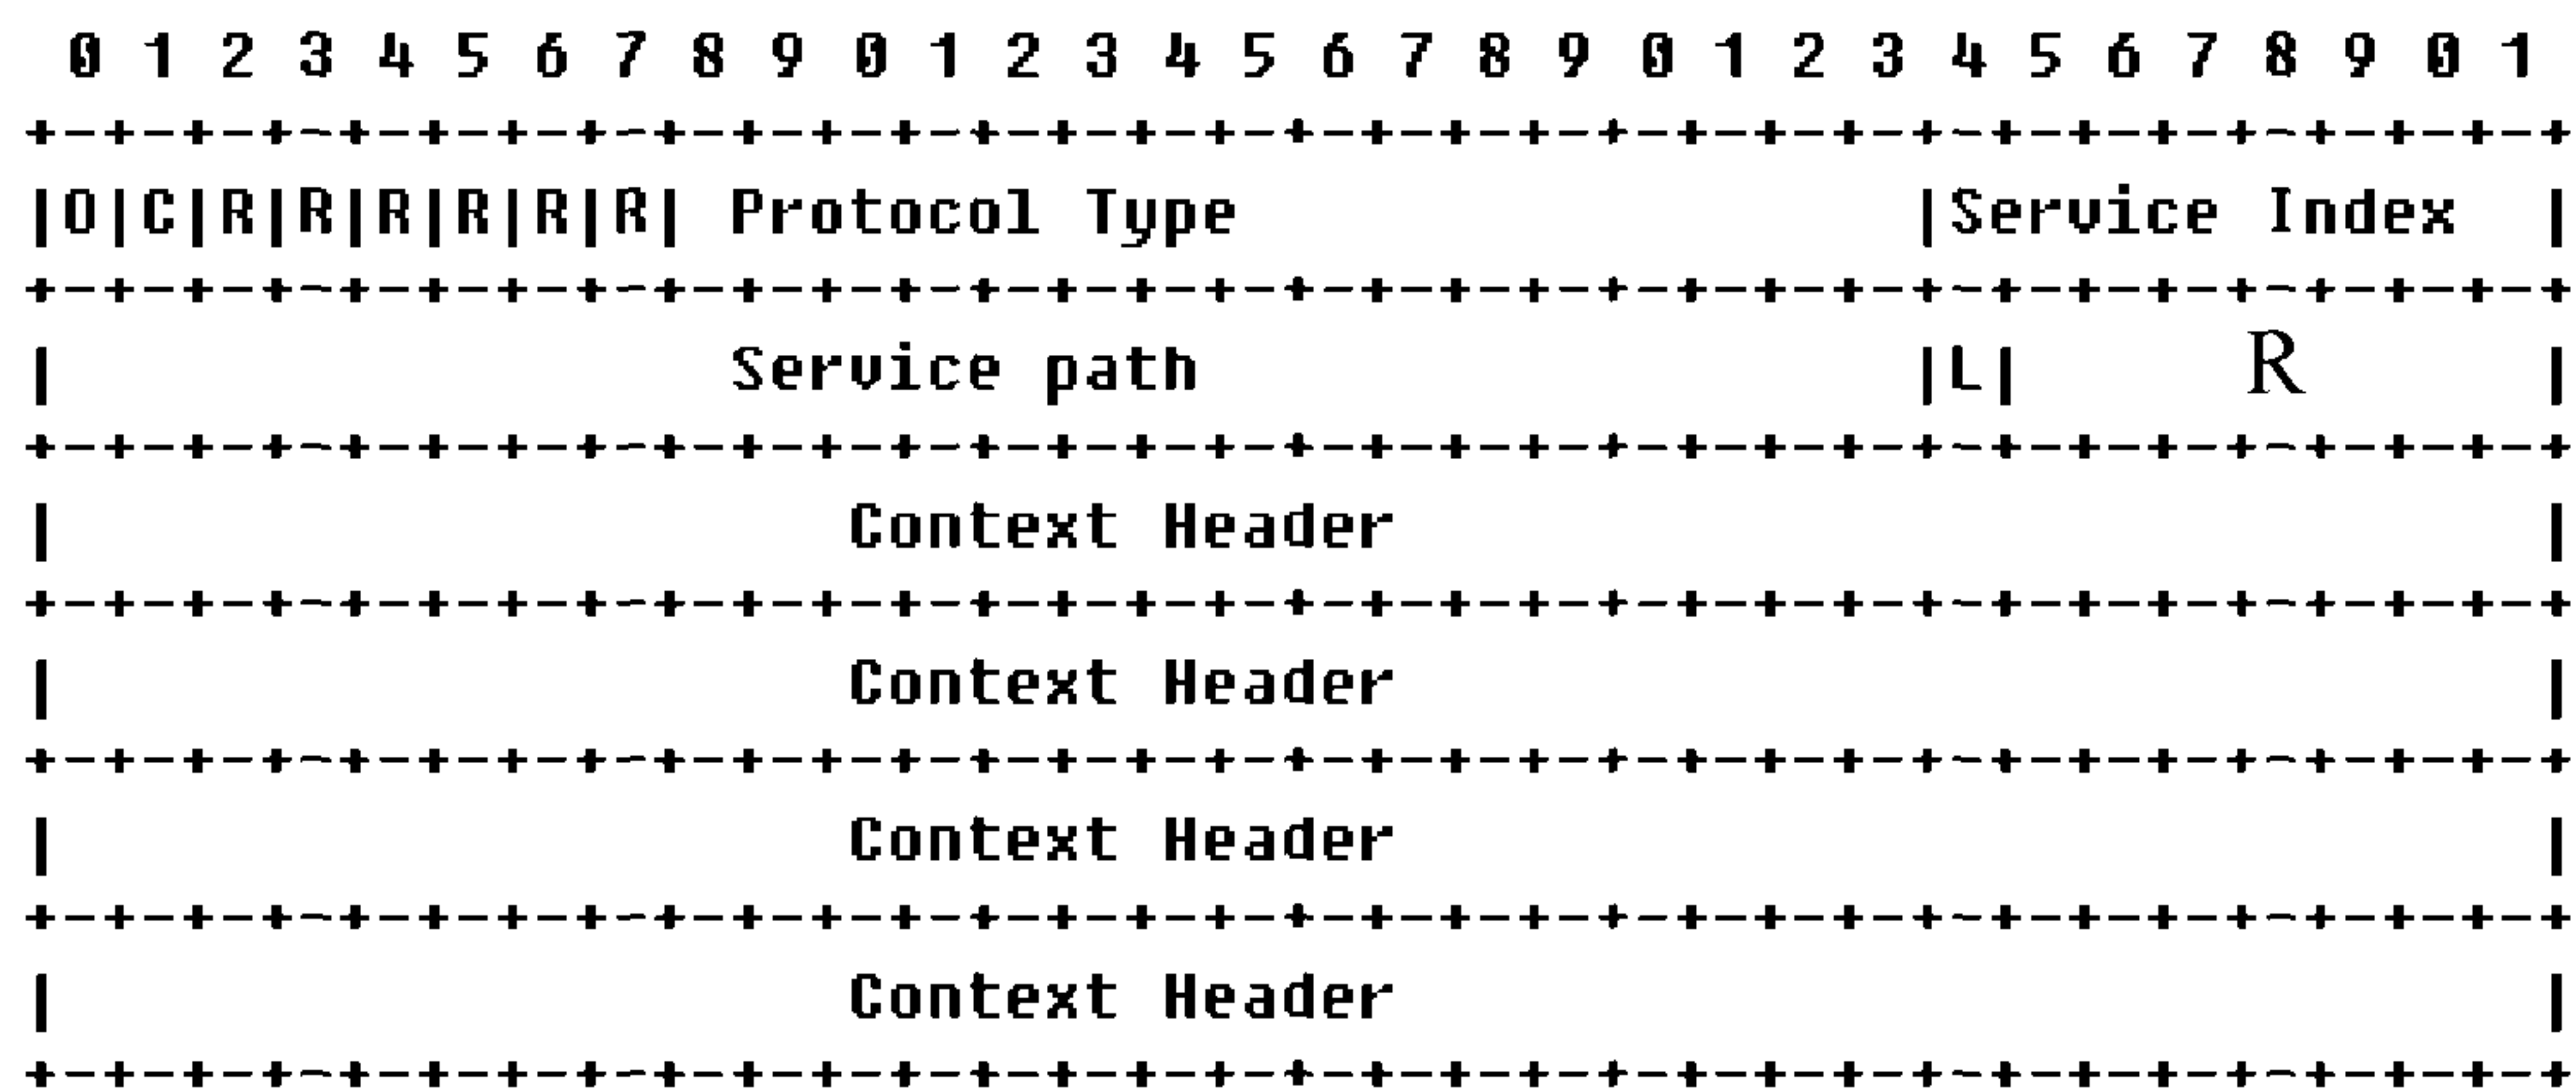 0 1 2 3 4 5 6 7 8 9 0 1 2 3 4 5 6 7 8 9 0 1 2 3 4 5 6 7 8 9 0 1
+-+-+-+-+-+-+-+-+-+-+-+-+-+-+-+-+-+-+-+-+-+-+-+-+-+-+-+-+-+-+-+-+
|O|C|R|R|R|R|R|R| Protocol Type                 |Service Index  |
+-+-+-+-+-+-+-+-+-+-+-+-+-+-+-+-+-+-+-+-+-+-+-+-+-+-+-+-+-+-+-+-+
|                 Service path                  |L|      R      |
+-+-+-+-+-+-+-+-+-+-+-+-+-+-+-+-+-+-+-+-+-+-+-+-+-+-+-+-+-+-+-+-+
|                    Context Header                             |
+-+-+-+-+-+-+-+-+-+-+-+-+-+-+-+-+-+-+-+-+-+-+-+-+-+-+-+-+-+-+-+-+
|                    Context Header                             |
+-+-+-+-+-+-+-+-+-+-+-+-+-+-+-+-+-+-+-+-+-+-+-+-+-+-+-+-+-+-+-+-+
|                    Context Header                             |
+-+-+-+-+-+-+-+-+-+-+-+-+-+-+-+-+-+-+-+-+-+-+-+-+-+-+-+-+-+-+-+-+
|                    Context Header                             |
+-+-+-+-+-+-+-+-+-+-+-+-+-+-+-+-+-+-+-+-+-+-+-+-+-+-+-+-+-+-+-+-+